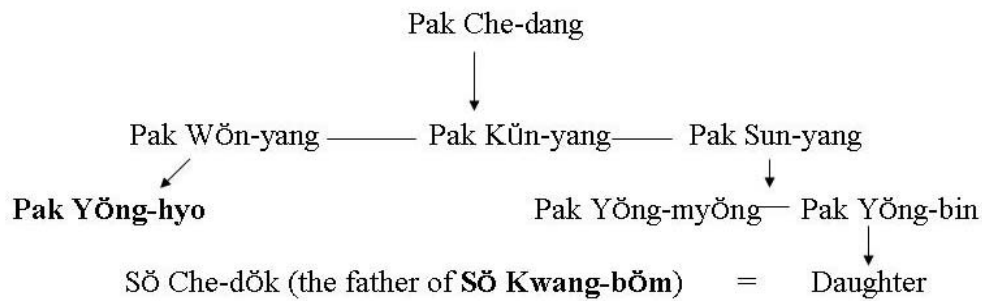 Pak Che-dang
Pak Wŏn-yang Pak Kŭn-yang Pak Sun-yang
Pak Yŏng-hyo Pak Yŏng-myŏng Pak Yŏng-bin
Sŏ Che-dŏk (the father of Sŏ Kwang-bŏm) = Daughter